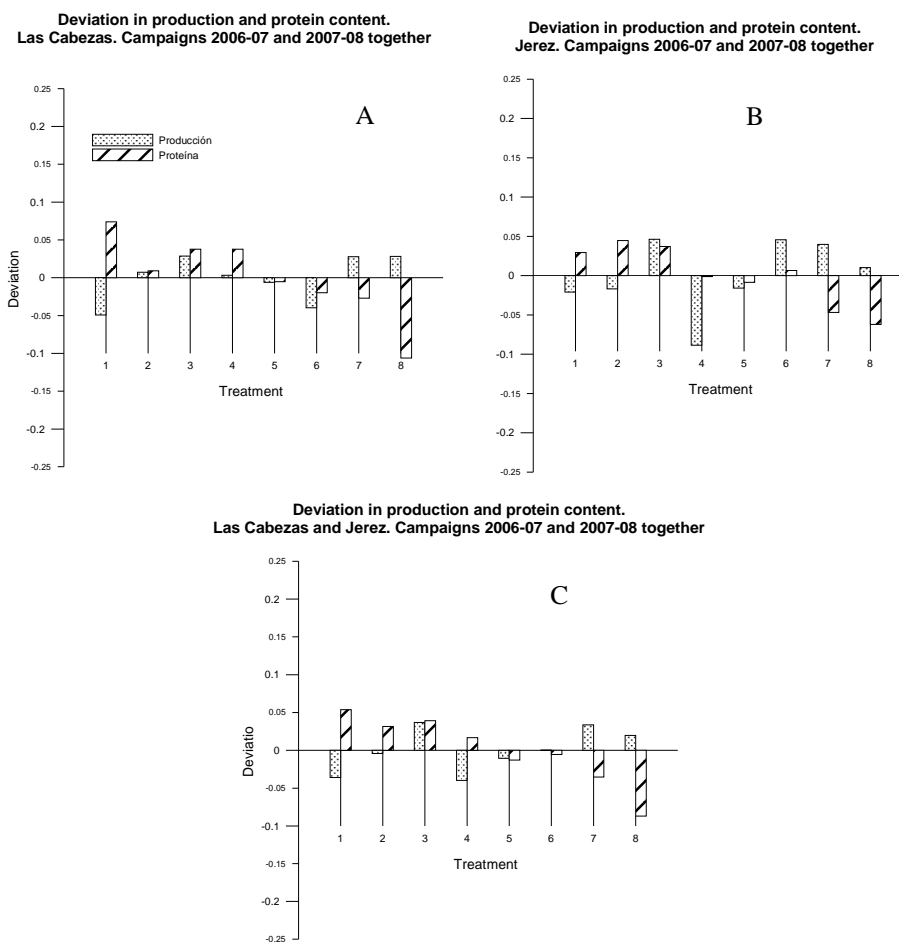 Deviation in production and protein content.
Las Cabezas. Campaigns 2006-07 and 2007-08 together
A
0.25
0.2
0.15
0.1
0.05
0
-0.05
-0.1
-0.15
-0.2
-0.25
Deviation
Producción
Proteína
1 2 3 4 5 6 7 8
Treatment
Deviation in production and protein content.
Jerez. Campaigns 2006-07 and 2007-08 together
B
0.25
0.2
0.15
0.1
0.05
0
-0.05
-0.1
-0.15
-0.2
-0.25
1 2 3 4 5 6 7 8
Treatment
Deviation in production and protein content.
Las Cabezas and Jerez. Campaigns 2006-07 and 2007-08 together
C
0.25
0.2
0.15
0.1
0.05
0
-0.05
-0.1
-0.15
-0.2
-0.25
Deviatio
1 2 3 4 5 6 7 8
Treatment